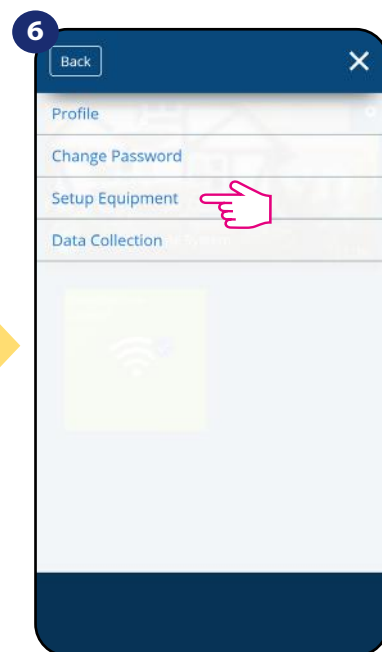 6
Back
Profile
Change Password
Setup Equipment
Data Collection